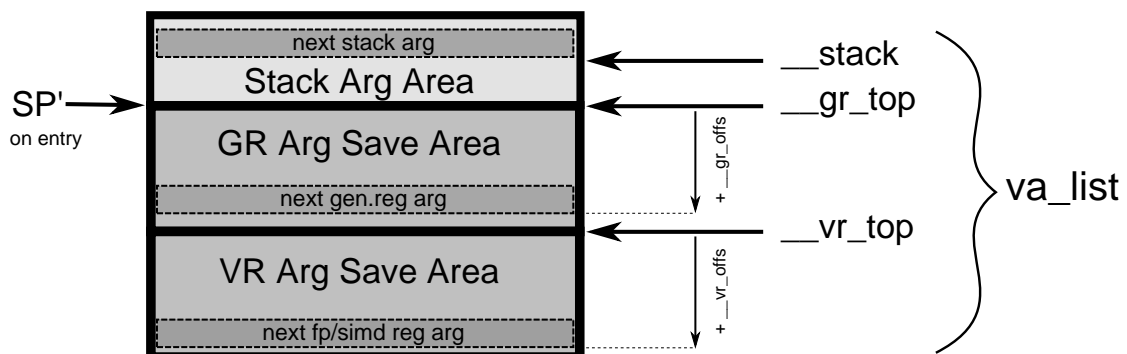 next stack arg
__stack
Stack Arg Area
SP'
__gr_top
on entry
GR Arg Save Area
+ __gr_offs
va_list
next gen.reg arg
__vr_top
VR Arg Save Area
+ __vr_offs
next fp/simd reg arg